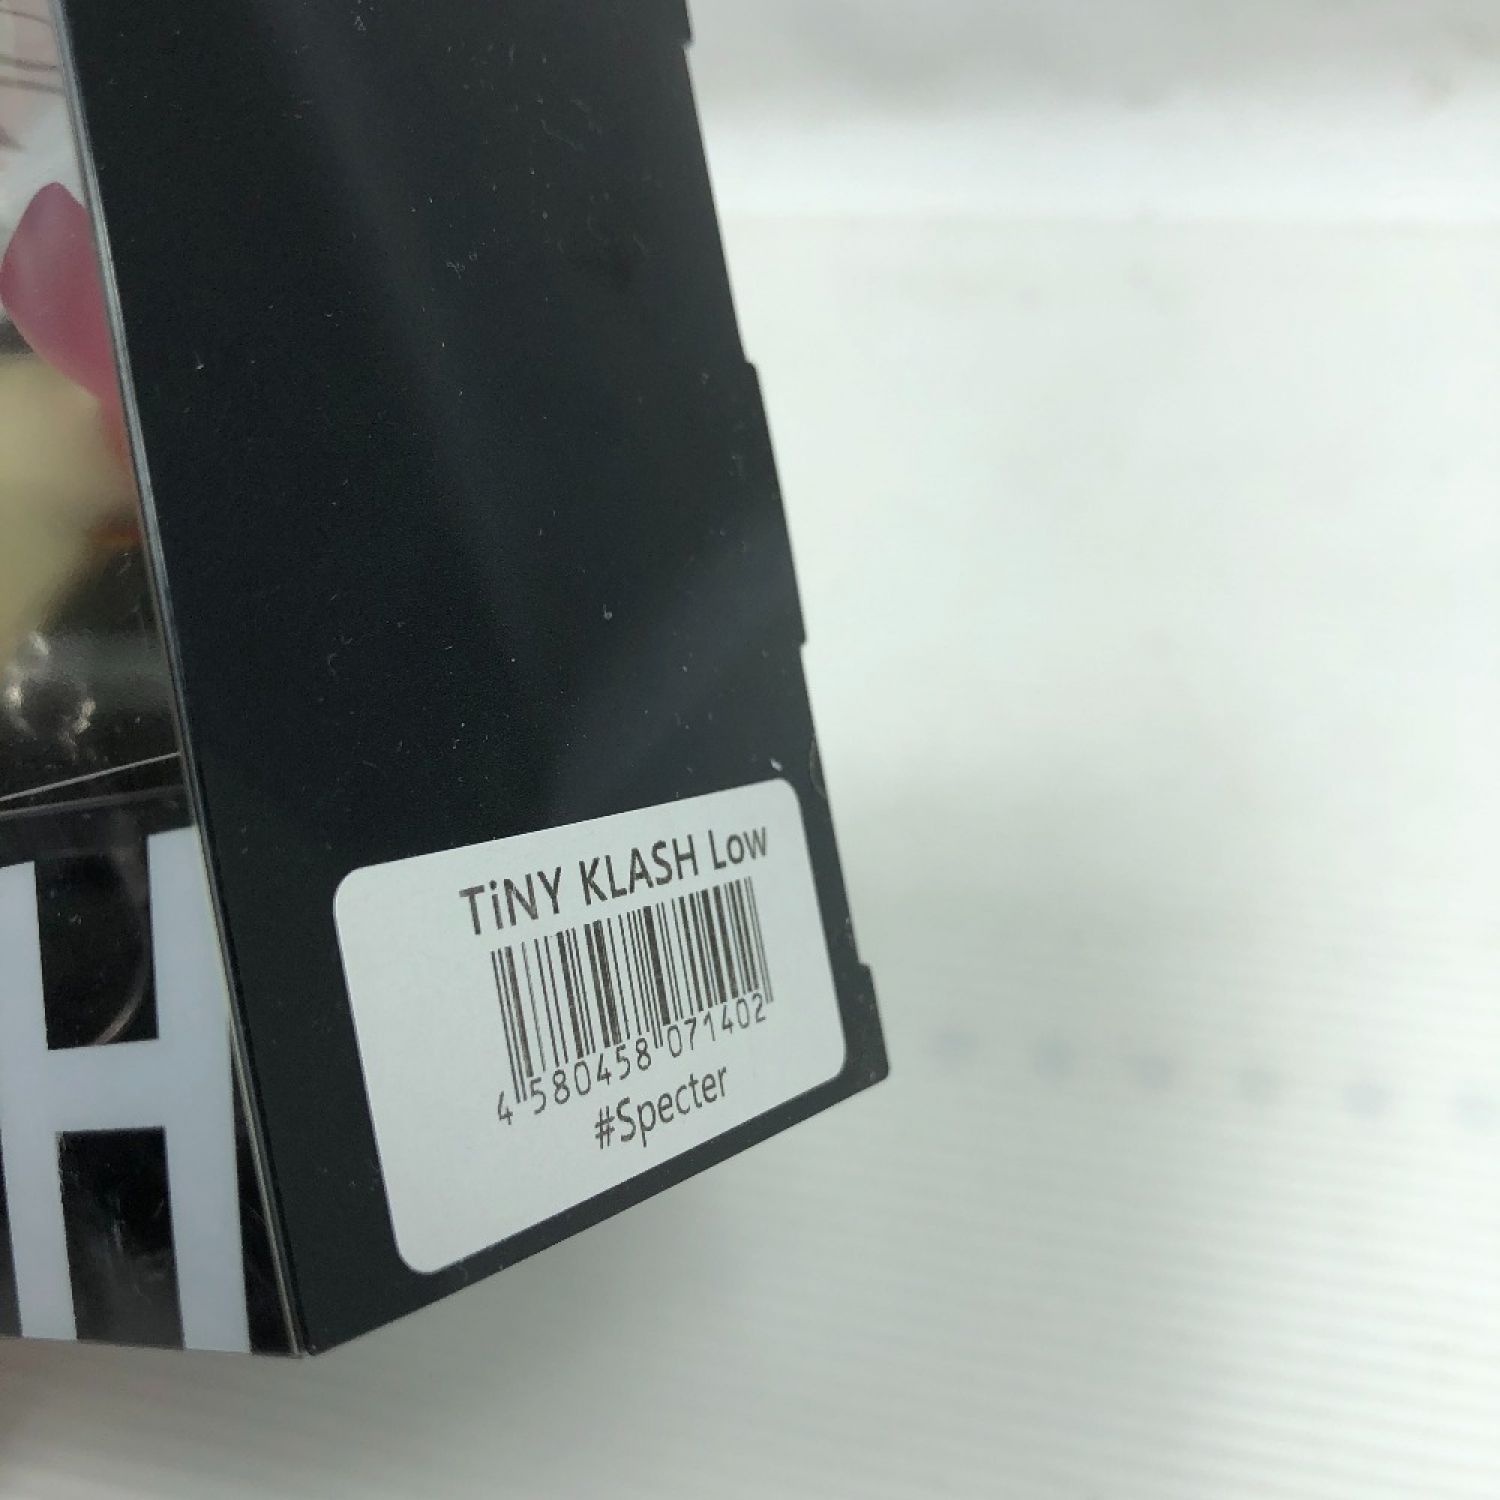 TiNY KLASH Low
4 580458 071402
#Specter
H